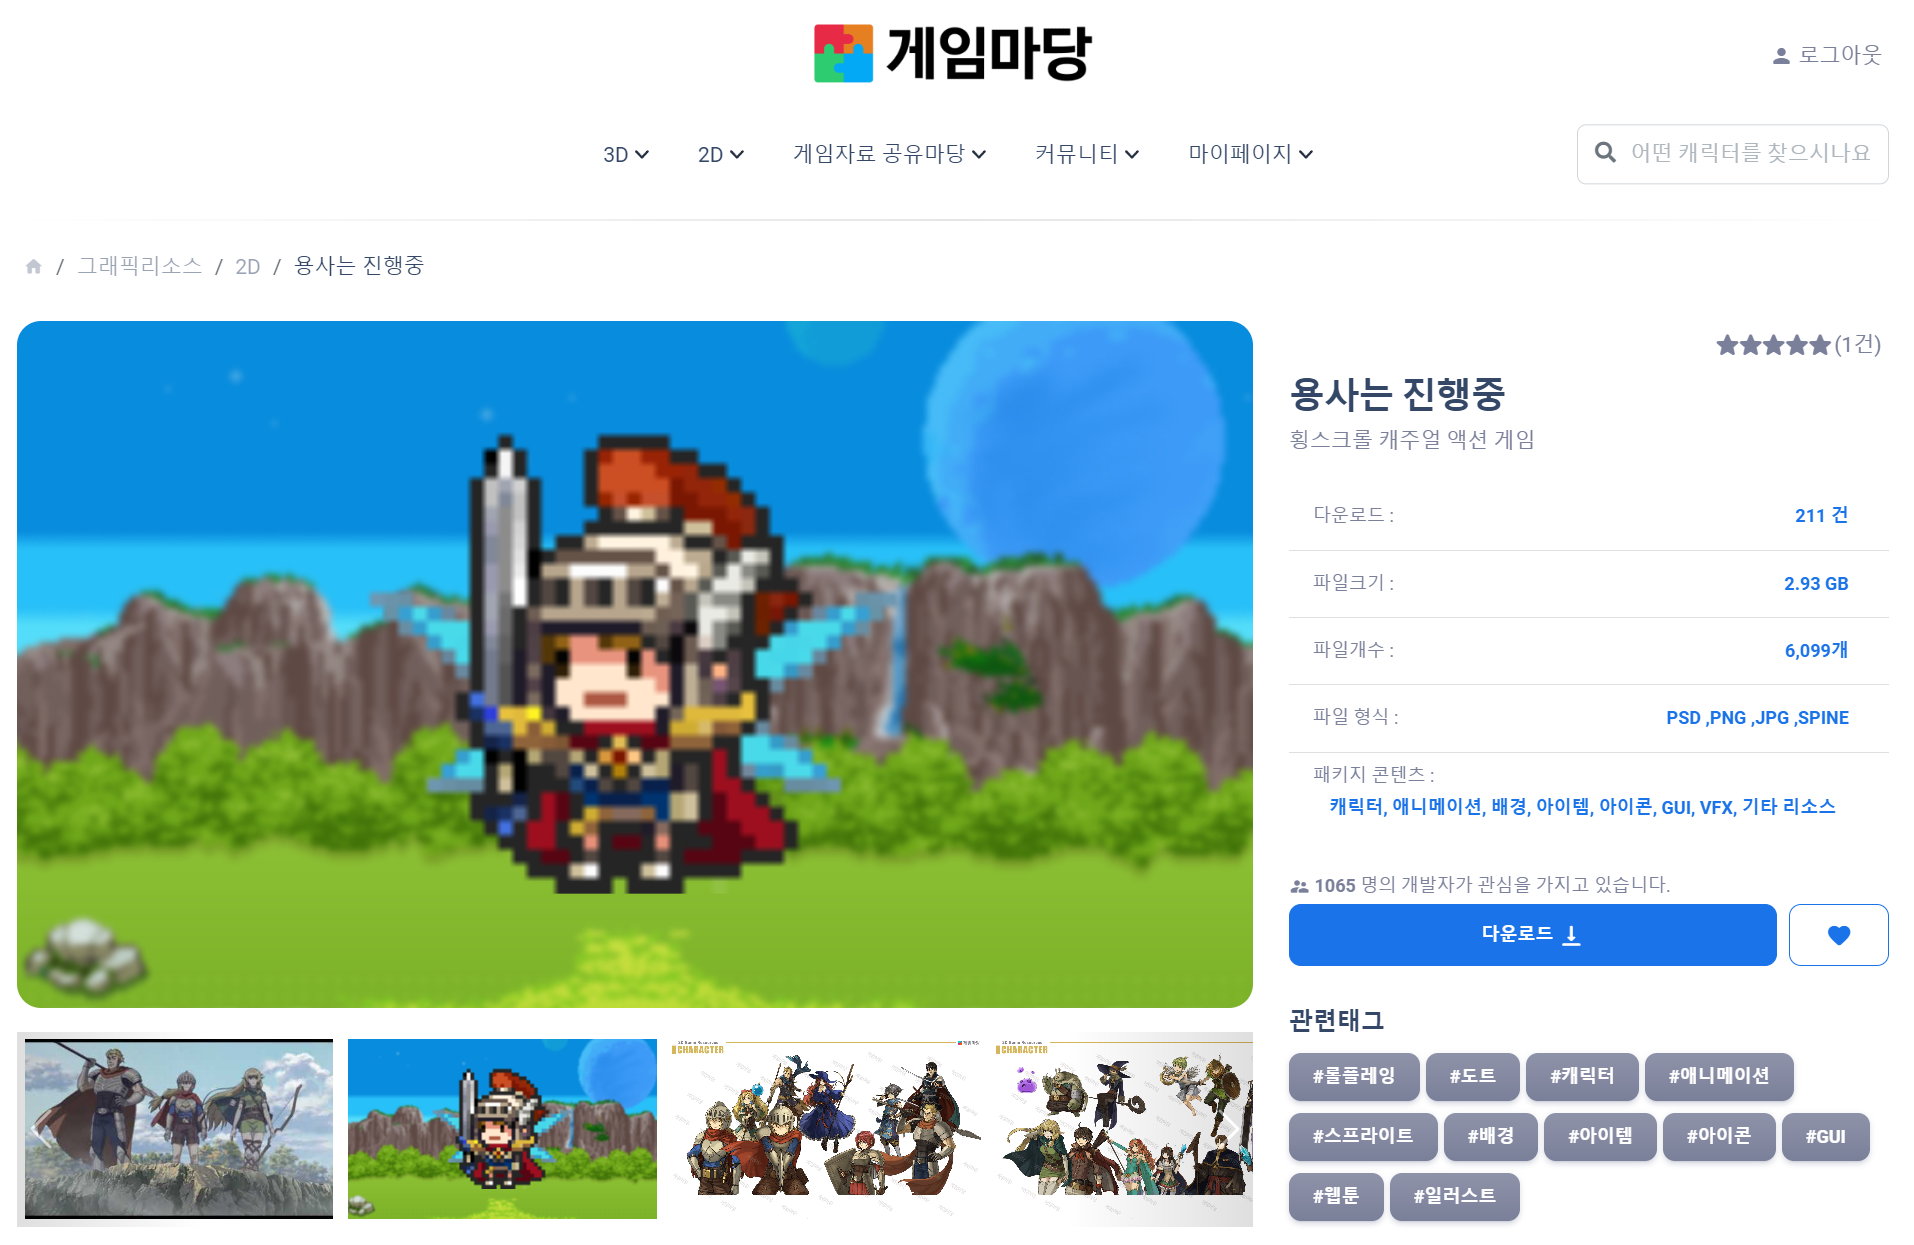 게임마당
로그아웃
3D
2D
게임자료 공유마당
커뮤니티
마이페이지
어떤 캐릭터를 찾으시나요
/ 그래픽리소스 / 2D / 용사는 진행중
(1건)
용사는 진행중
횡스크롤 캐주얼 액션 게임
다운로드 : 211 건
파일크기 : 2.93 GB
파일개수 : 6,099개
파일 형식 : PSD ,PNG ,JPG ,SPINE
패키지 콘텐츠 :
캐릭터, 애니메이션, 배경, 아이템, 아이콘, GUI, VFX, 기타 리소스
1065 명의 개발자가 관심을 가지고 있습니다.
다운로드
관련태그
#롤플레잉 #도트 #캐릭터 #애니메이션
#스프라이트 #배경 #아이템 #아이콘 #GUI
#웹툰 #일러스트
CHARACTER
게임마당
CHARACTER